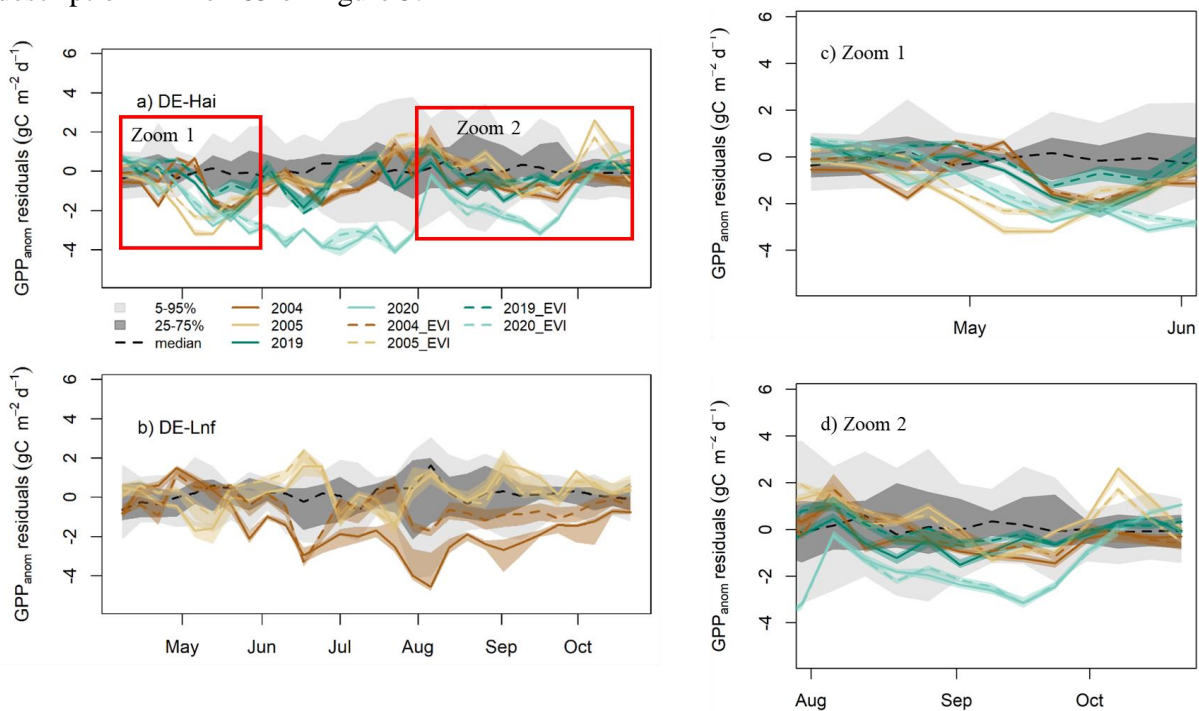 description
GPPanom residuals (gC m⁻² d⁻¹)
6
4
2
0
-2
-4
a) DE-Hai
Zoom 1
Zoom 2
5-95%
25-75%
median
2004
2005
2019
2020
2004_EVI
2005_EVI
2019_EVI
2020_EVI
GPPanom residuals (gC m⁻² d⁻¹)
6
4
2
0
-2
-4
b) DE-Lnf
May Jun Jul Aug Sep Oct
GPPanom residuals (gC m⁻² d⁻¹)
6
4
2
0
-2
-4
c) Zoom 1
May Jun
GPPanom residuals (gC m⁻² d⁻¹)
6
4
2
0
-2
-4
d) Zoom 2
Aug Sep Oct